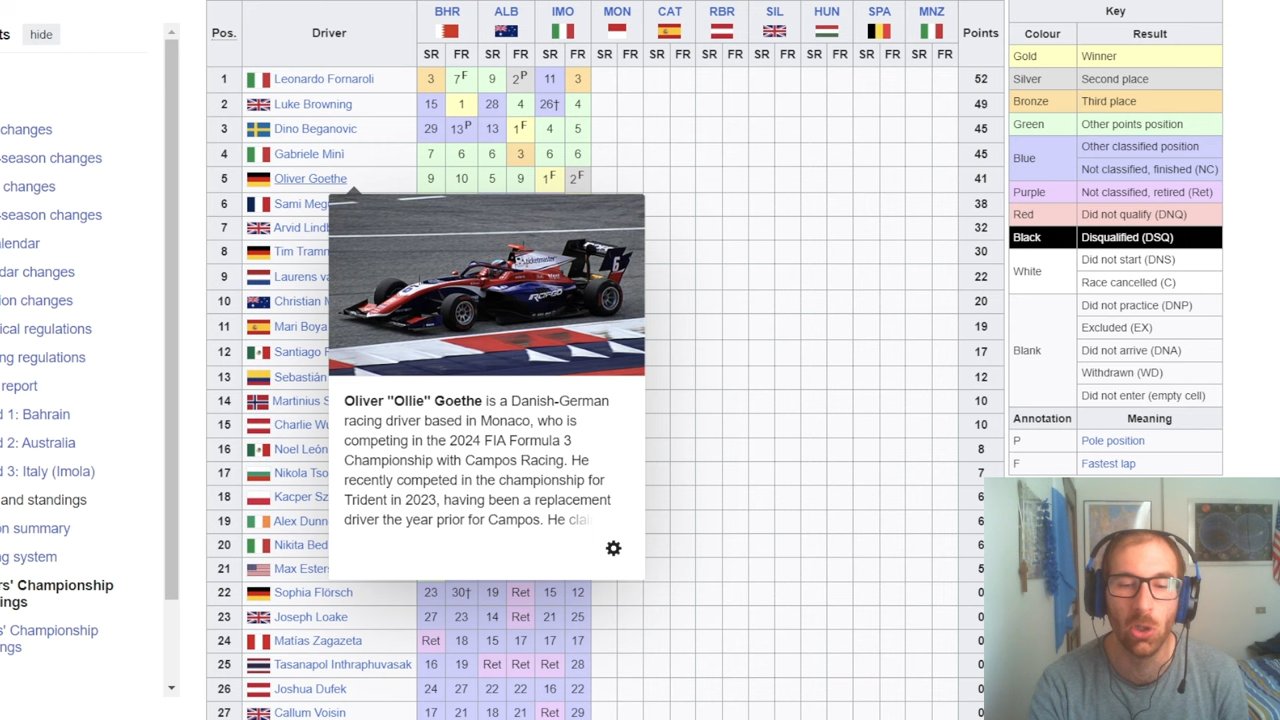 ts hide
changes
-season changes
changes
-season changes
alendar
dar changes
ion changes
ical regulations
ng regulations
report
d 1: Bahrain
d 2: Australia
d 3: Italy (Imola)
and standings
on summary
ng system
rs' Championship
ings
s' Championship
ngs
Pos. Driver BHR ALB IMO MON CAT RBR SIL HUN SPA MNZ Points
SR FR SR FR SR FR SR FR SR FR SR FR SR FR SR FR SR FR SR FR
1 Leonardo Fornaroli 3 7F 9 2P 11 3 52
2 Luke Browning 15 1 28 4 26† 4 49
3 Dino Beganovic 29 13P 13 1F 4 5 45
4 Gabriele Minì 7 6 6 3 6 6 45
5 Oliver Goethe 9 10 5 9 1F 2F 41
6 Sami Meg 38
7 Arvid Lindb 32
8 Tim Tramn 30
9 Laurens va 22
10 Christian M 20
11 Mari Boya 19
12 Santiago R 17
13 Sebastián 12
14 Martinius S 10
15 Charlie Wu 10
16 Noel León 8
17 Nikola Tso 7
18 Kacper Sz 6
19 Alex Dunn 6
20 Nikita Bed 6
21 Max Esters 5
22 Sophia Flörsch 23 30† 19 Ret 15 12 0
23 Joseph Loake 27 23 14 Ret 21 25 0
24 Matías Zagazeta Ret 18 15 17 17 17 0
25 Tasanapol Inthraphuvasak 16 19 Ret Ret Ret 28 0
26 Joshua Dufek 24 27 22 22 16 22 0
27 Callum Voisin 17 21 18 21 Ret 29 0
ticketmaster
6
Oliver "Ollie" Goethe is a Danish-German
racing driver based in Monaco, who is
competing in the 2024 FIA Formula 3
Championship with Campos Racing. He
recently competed in the championship for
Trident in 2023, having been a replacement
driver the year prior for Campos. He clai
Key
Colour Result
Gold Winner
Silver Second place
Bronze Third place
Green Other points position
Blue Other classified position
Not classified, finished (NC)
Purple Not classified, retired (Ret)
Red Did not qualify (DNQ)
Black Disqualified (DSQ)
White Did not start (DNS)
Race cancelled (C)
Blank Did not practice (DNP)
Excluded (EX)
Did not arrive (DNA)
Withdrawn (WD)
Did not enter (empty cell)
Annotation Meaning
P Pole position
F Fastest lap